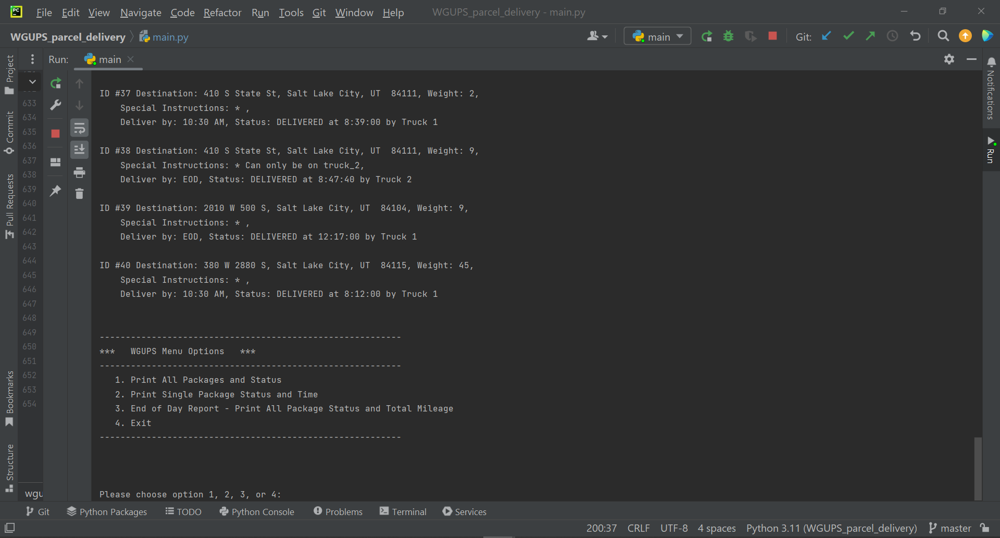 File Edit View Navigate Code Refactor Run Tools Git Window Help WGUPS_parcel_delivery - main.py
WGUPS_parcel_delivery main.py
main Git:
Run: main
Project
Commit
Pull Requests
Bookmarks
Structure
Notifications
Run
633
634
635
636
637
638
639
640
641
642
643
644
645
646
647
648
649
650
651
652
653
654
wgu
ID #37 Destination: 410 S State St, Salt Lake City, UT  84111, Weight: 2,
    Special Instructions: * ,
    Deliver by: 10:30 AM, Status: DELIVERED at 8:39:00 by Truck 1
ID #38 Destination: 410 S State St, Salt Lake City, UT  84111, Weight: 9,
    Special Instructions: * Can only be on truck_2,
    Deliver by: EOD, Status: DELIVERED at 8:47:40 by Truck 2
ID #39 Destination: 2010 W 500 S, Salt Lake City, UT  84104, Weight: 9,
    Special Instructions: * ,
    Deliver by: EOD, Status: DELIVERED at 12:17:00 by Truck 1
ID #40 Destination: 380 W 2880 S, Salt Lake City, UT  84115, Weight: 45,
    Special Instructions: * ,
    Deliver by: 10:30 AM, Status: DELIVERED at 8:12:00 by Truck 1
----------------------------------------------------------
***   WGUPS Menu Options   ***
----------------------------------------------------------
   1. Print All Packages and Status
   2. Print Single Package Status and Time
   3. End of Day Report - Print All Package Status and Total Mileage
   4. Exit
----------------------------------------------------------
Please choose option 1, 2, 3, or 4:
Git Python Packages TODO Python Console Problems Terminal Services
200:37 CRLF UTF-8 4 spaces Python 3.11 (WGUPS_parcel_delivery) master